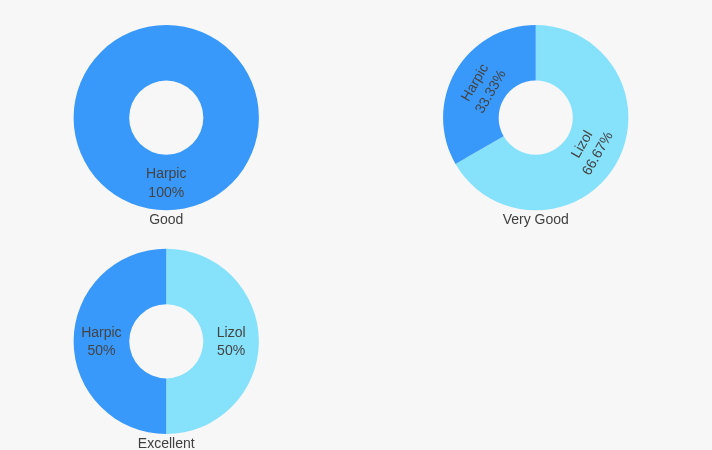 Harpic
100%
Good
Harpic
33.33%
Lizol
66.67%
Very Good
Harpic
50%
Lizol
50%
Excellent